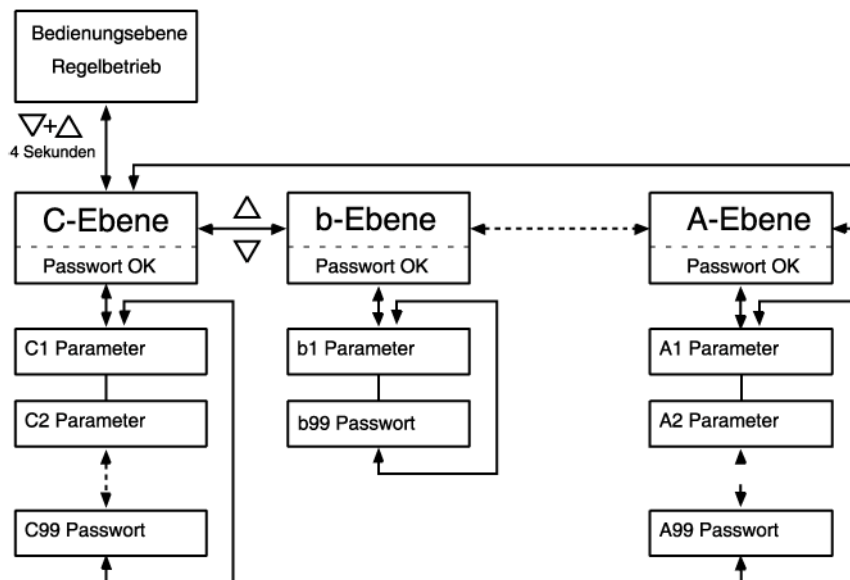 Bedienungsebene
Regelbetrieb
▽+△
4 Sekunden
C-Ebene
Passwort OK
△
▽
b-Ebene
Passwort OK
A-Ebene
Passwort OK
C1 Parameter
b1 Parameter
A1 Parameter
C2 Parameter
b99 Passwort
A2 Parameter
C99 Passwort
A99 Passwort